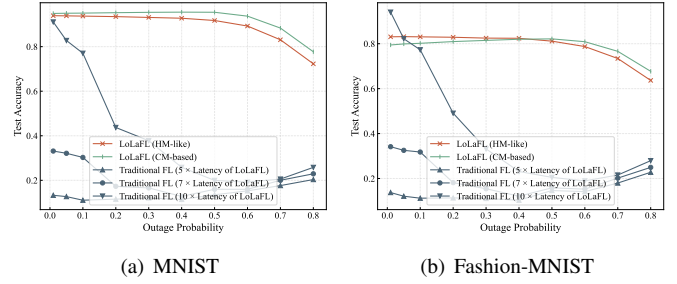 Test Accuracy
0.8
0.6
0.4
0.2
LoLaFL (HM-like)
LoLaFL (CM-based)
Traditional FL (5 × Latency of LoLaFL)
Traditional FL (7 × Latency of LoLaFL)
Traditional FL (10 × Latency of LoLaFL)
0.0 0.1 0.2 0.3 0.4 0.5 0.6 0.7 0.8
Outage Probability
(a) MNIST
Test Accuracy
0.8
0.6
0.4
0.2
LoLaFL (HM-like)
LoLaFL (CM-based)
Traditional FL (5 × Latency of LoLaFL)
Traditional FL (7 × Latency of LoLaFL)
Traditional FL (10 × Latency of LoLaFL)
0.0 0.1 0.2 0.3 0.4 0.5 0.6 0.7 0.8
Outage Probability
(b) Fashion-MNIST